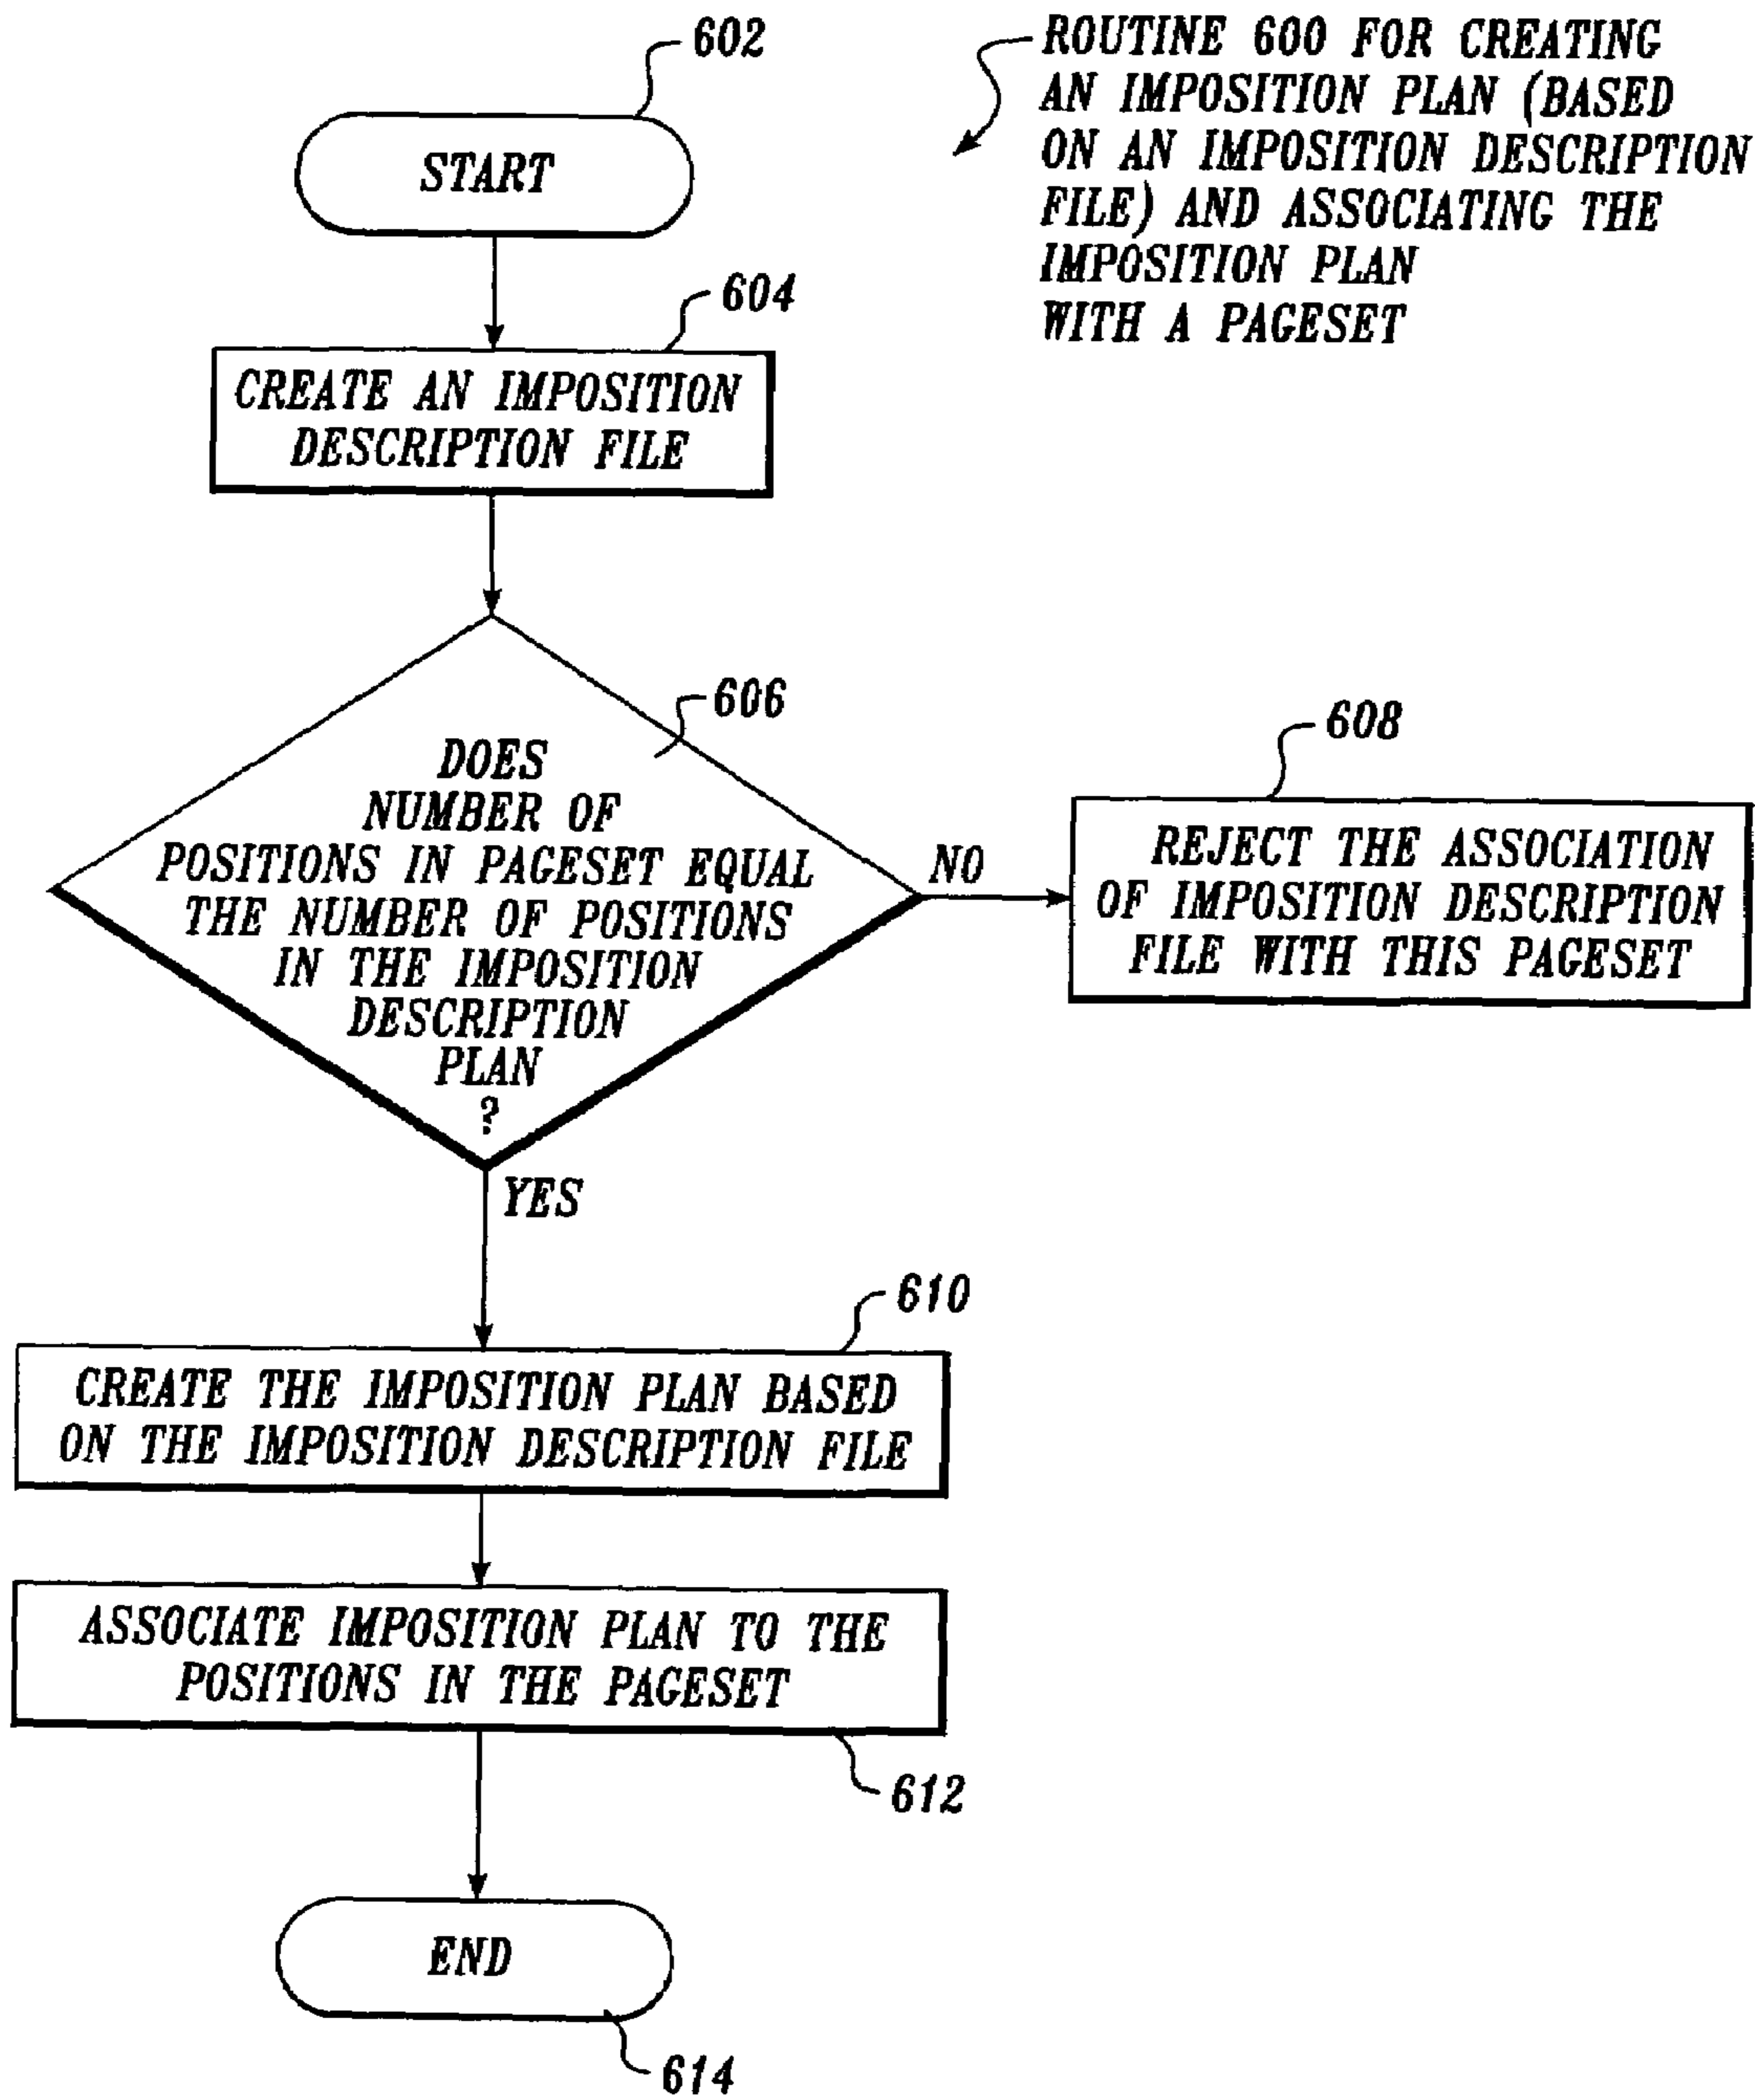 602
ROUTINE 600 FOR CREATING
AN IMPOSITION PLAN (BASED
ON AN IMPOSITION DESCRIPTION
FILE) AND ASSOCIATING THE
IMPOSITION PLAN
WITH A PAGESET
START
604
CREATE AN IMPOSITION
DESCRIPTION FILE
606
DOES
NUMBER OF
POSITIONS IN PAGESET EQUAL
THE NUMBER OF POSITIONS
IN THE IMPOSITION
DESCRIPTION
PLAN
?
NO
608
REJECT THE ASSOCIATION
OF IMPOSITION DESCRIPTION
FILE WITH THIS PAGESET
YES
610
CREATE THE IMPOSITION PLAN BASED
ON THE IMPOSITION DESCRIPTION FILE
ASSOCIATE IMPOSITION PLAN TO THE
POSITIONS IN THE PAGESET
612
END
614